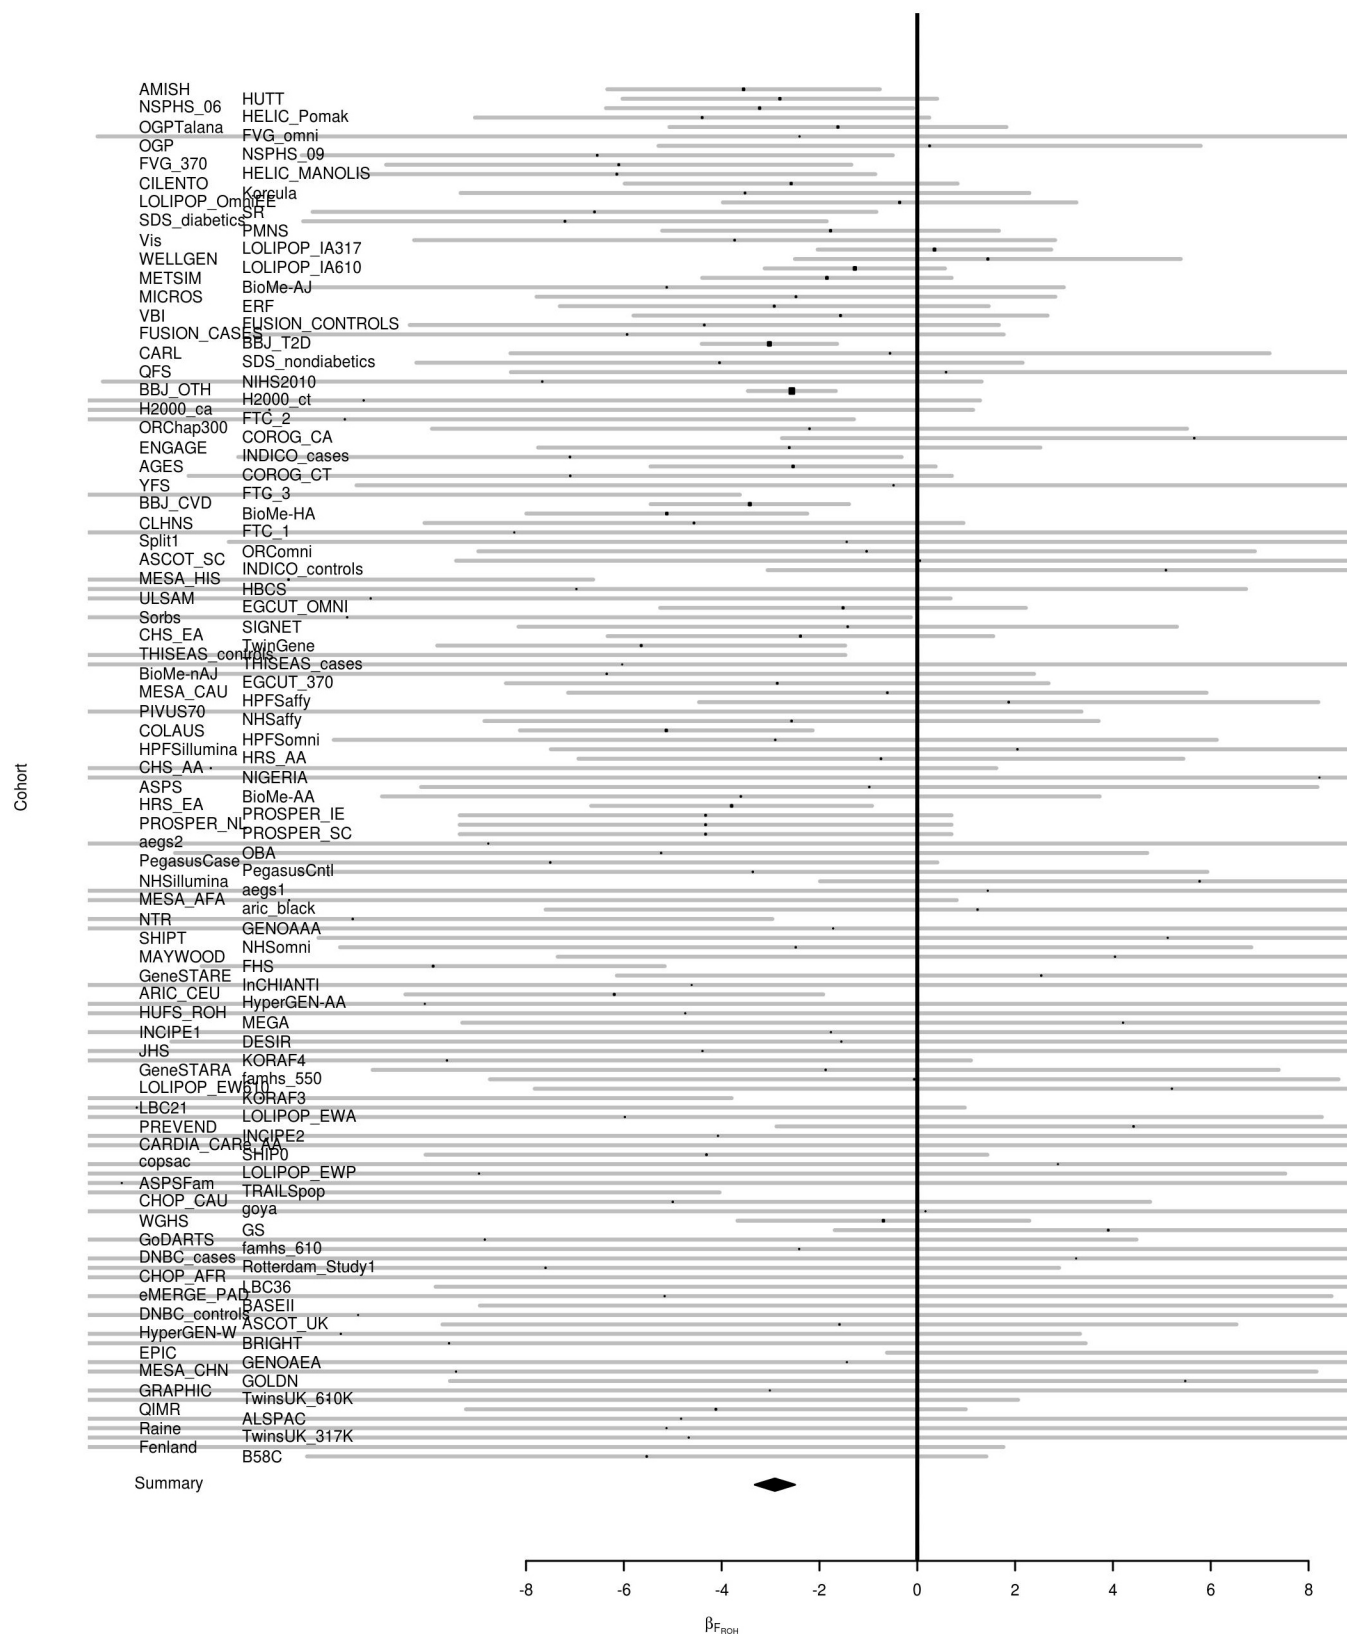 AMISH
HUTT
NSPHS_06
HELIC_Pomak
OGPTalana
FVG_omni
OGP
NSPHS_09
FVG_370
HELIC_MANOLIS
CILENTO
Korcula
LOLIPOP_OmniEE
SR
SDS_diabetics
PMNS
Vis
LOLIPOP_IA317
WELLGEN
LOLIPOP_IA610
METSIM
BioMe-AJ
MICROS
ERF
VBI
FUSION_CONTROLS
FUSION_CASES
BBJ_T2D
CARL
SDS_nondiabetics
QFS
NIHS2010
BBJ_OTH
H2000_ct
H2000_ca
FTC_2
ORChap300
COROG_CA
ENGAGE
INDICO_cases
AGES
COROG_CT
YFS
FTC_3
BBJ_CVD
BioMe-HA
CLHNS
FTC_1
Split1
ORComni
ASCOT_SC
INDICO_controls
MESA_HIS
HBCS
ULSAM
EGCUT_OMNI
Sorbs
SIGNET
CHS_EA
TwinGene
THISEAS_controls
THISEAS_cases
BioMe-nAJ
EGCUT_370
MESA_CAU
HPFSaffy
PIVUS70
NHSaffy
COLAUS
HPFSomni
HPFSillumina
HRS_AA
CHS_AA
NIGERIA
ASPS
BioMe-AA
HRS_EA
PROSPER_IE
PROSPER_NL
PROSPER_SC
aegs2
OBA
PegasusCase
PegasusCntl
NHSillumina
aegs1
MESA_AFA
aric_black
NTR
GENOAAA
SHIPT
NHSomni
MAYWOOD
FHS
GeneSTARE
InCHIANTI
ARIC_CEU
HyperGEN-AA
HUFS_ROH
MEGA
INCIPE1
DESIR
JHS
KORAF4
GeneSTARA
famhs_550
LOLIPOP_EW610
KORAF3
LBC21
LOLIPOP_EWA
PREVEND
INCIPE2
CARDIA_CARe_AA
SHIP0
copsac
LOLIPOP_EWP
ASPSFam
TRAILSpop
CHOP_CAU
goya
WGHS
GS
GoDARTS
famhs_610
DNBC_cases
Rotterdam_Study1
CHOP_AFR
LBC36
eMERGE_PAD
BASEII
DNBC_controls
ASCOT_UK
HyperGEN-W
BRIGHT
EPIC
GENOAEA
MESA_CHN
GOLDN
GRAPHIC
TwinsUK_610K
QIMR
ALSPAC
Raine
TwinsUK_317K
Fenland
B58C
Summary
Cohort
-8 -6 -4 -2 0 2 4 6 8
βFROH